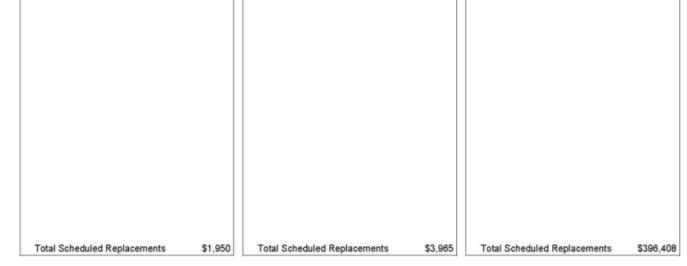 Total Scheduled Replacements $1,950
Total Scheduled Replacements $3,965
Total Scheduled Replacements $396,408